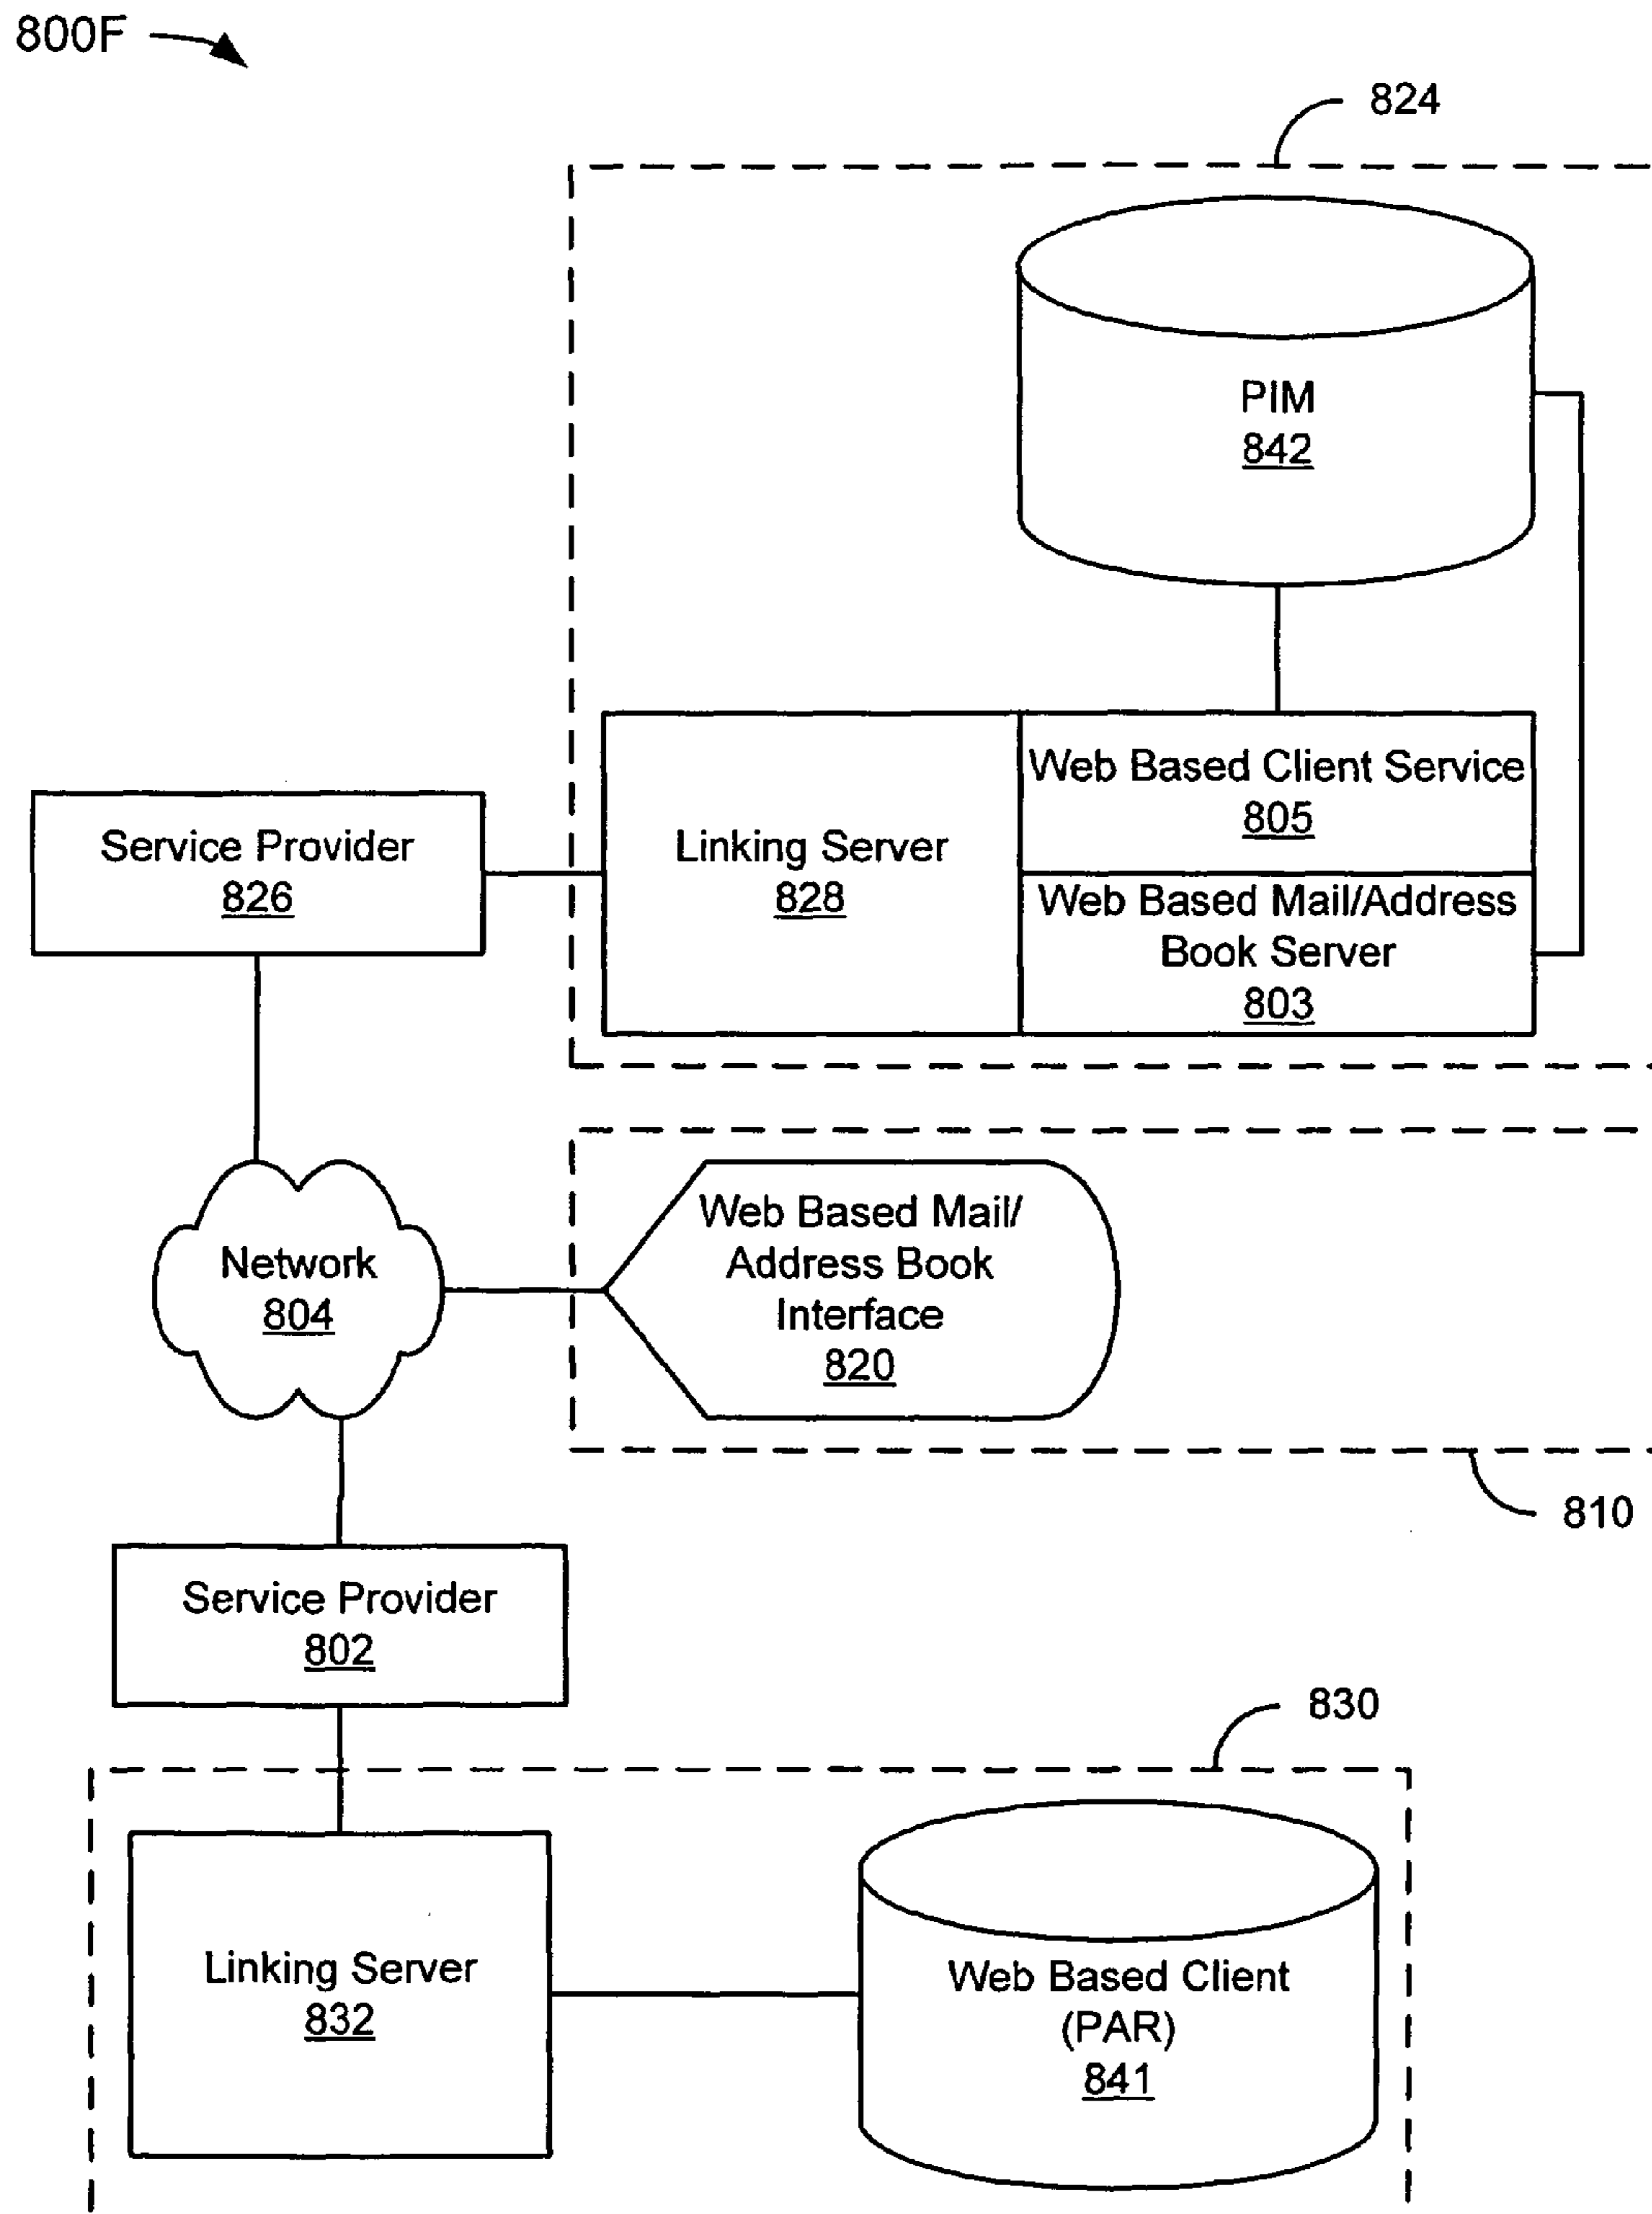 800F
824
PIM
842
Web Based Client Service
805
Service Provider
826
Linking Server
828
Web Based Mail/Address
Book Server
803
Web Based Mail/
Address Book
Interface
820
Network
804
810
Service Provider
802
830
Linking Server
832
Web Based Client
(PAR)
841